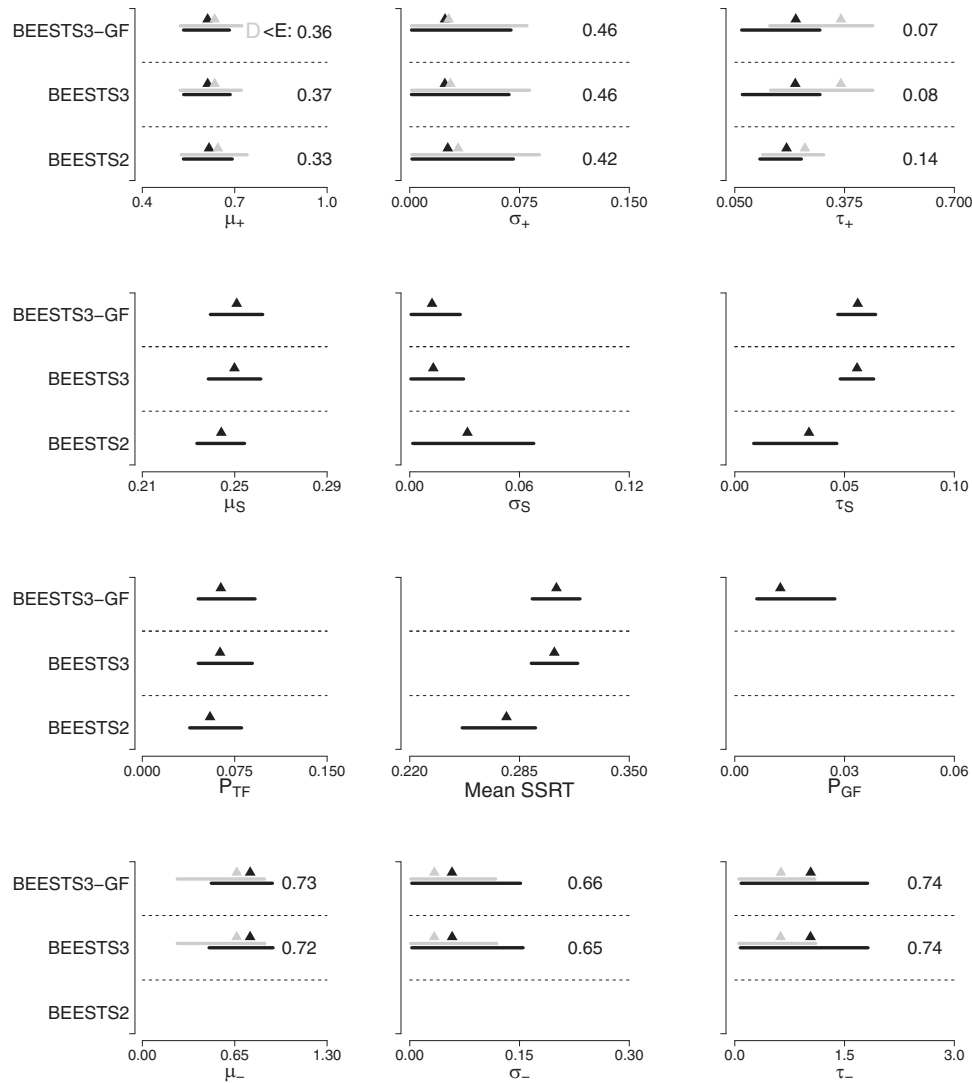 BEESTS3−GF D <E: 0.36 0.46 0.07
BEESTS3 0.37 0.46 0.08
BEESTS2 0.33 0.42 0.14
0.4 0.7 1.0 0.000 0.075 0.150 0.050 0.375 0.700
μ+ σ+ τ+
BEESTS3−GF
BEESTS3
BEESTS2
0.21 0.25 0.29 0.00 0.06 0.12 0.00 0.05 0.10
μS σS τS
BEESTS3−GF
BEESTS3
BEESTS2
0.000 0.075 0.150 0.220 0.285 0.350 0.00 0.03 0.06
PTF Mean SSRT PGF
BEESTS3−GF 0.73 0.66 0.74
BEESTS3 0.72 0.65 0.74
BEESTS2
0.00 0.65 1.30 0.00 0.15 0.30 0.0 1.5 3.0
μ− σ− τ−